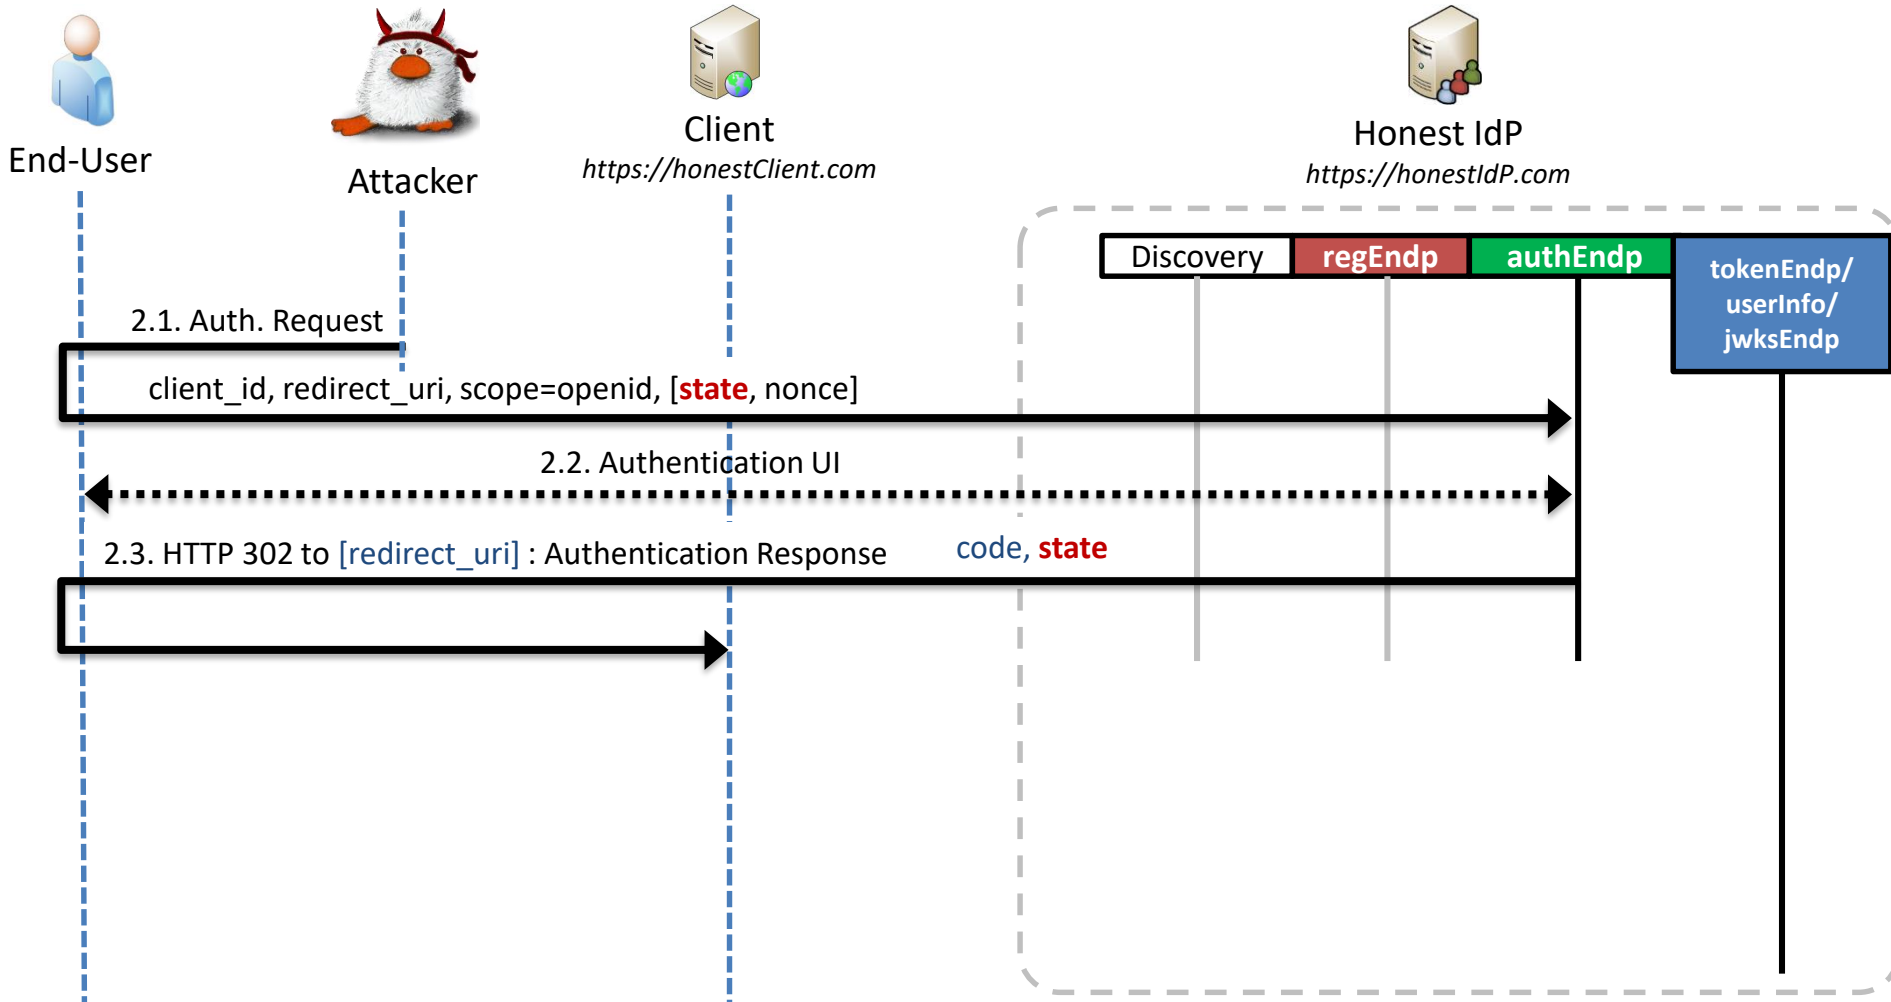 End-User
Attacker
Client
https://honestClient.com
Honest IdP
https://honestIdP.com
Discovery
regEndp
authEndp
tokenEndp/
userInfo/
jwksEndp
2.1. Auth. Request
client_id, redirect_uri, scope=openid, [state, nonce]
2.2. Authentication UI
2.3. HTTP 302 to [redirect_uri] : Authentication Response
code, state